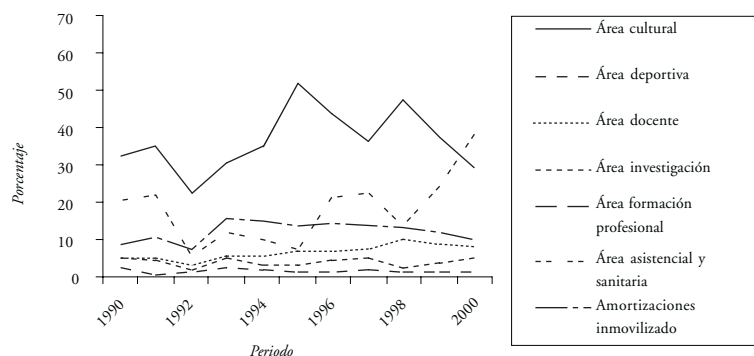 70
60
50
40
30
20
10
0
Porcentaje
1990
1992
1994
1996
1998
2000
Periodo
Área cultural
Área deportiva
Área docente
Área investigación
Área formación
profesional
Área asistencial y
sanitaria
Amortizaciones
inmovilizado